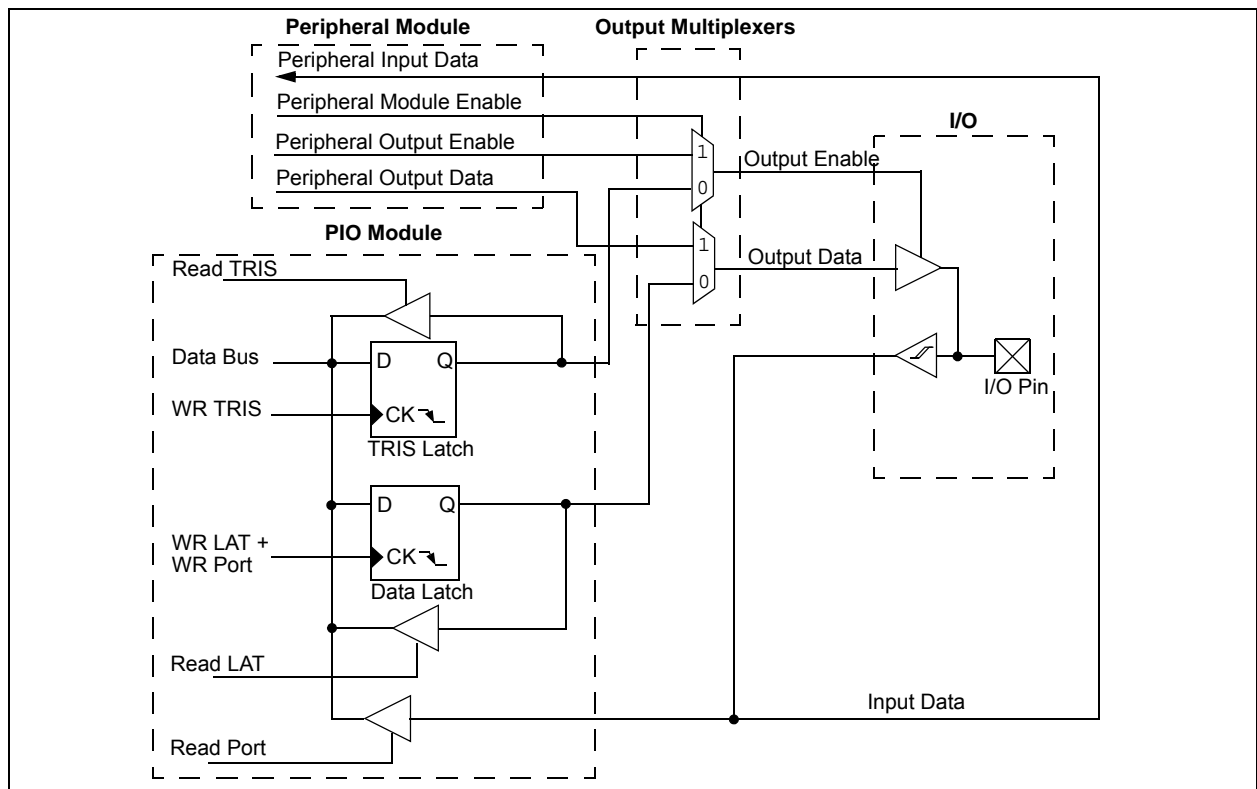 Peripheral Module
Output Multiplexers
Peripheral Input Data
Peripheral Module Enable
Peripheral Output Enable
Peripheral Output Data
1
0
1
0
Output Enable
Output Data
I/O
I/O Pin
PIO Module
Read TRIS
Data Bus
D
Q
WR TRIS
CK
TRIS Latch
D
Q
WR LAT +
WR Port
CK
Data Latch
Read LAT
Input Data
Read Port